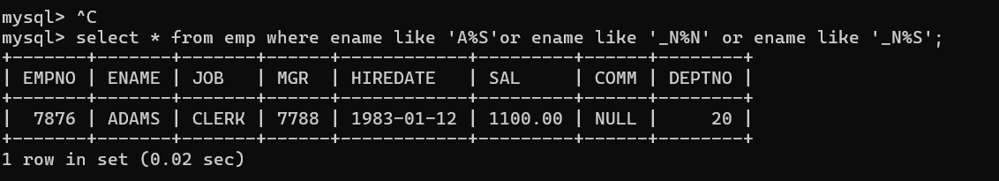 mysql> ^C
mysql> select * from emp where ename like 'A%S'or ename like '_N%N' or ename like '_N%S';
+-------+-------+-------+------+------------+---------+------+--------+
| EMPNO | ENAME | JOB   | MGR  | HIREDATE   | SAL     | COMM | DEPTNO |
+-------+-------+-------+------+------------+---------+------+--------+
|  7876 | ADAMS | CLERK | 7788 | 1983-01-12 | 1100.00 | NULL |     20 |
+-------+-------+-------+------+------------+---------+------+--------+
1 row in set (0.02 sec)